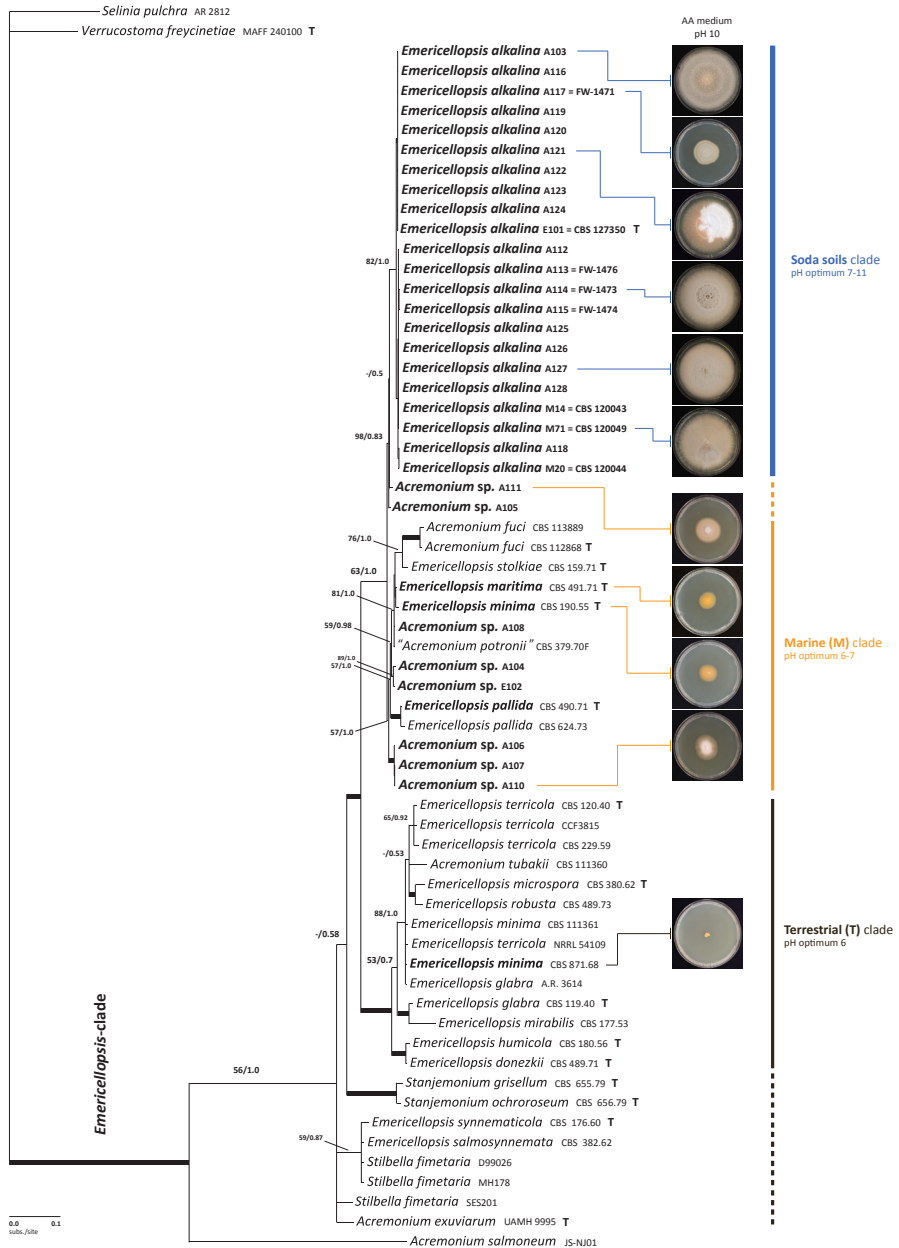 Selinia pulchra AR 2812
Verrucostoma freycinetiae MAFF 240100 T
AA medium
pH 10
Emericellopsis alkalina A103
Emericellopsis alkalina A116
Emericellopsis alkalina A117 = FW-1471
Emericellopsis alkalina A119
Emericellopsis alkalina A120
Emericellopsis alkalina A121
Emericellopsis alkalina A122
Emericellopsis alkalina A123
Emericellopsis alkalina A124
Emericellopsis alkalina E101 = CBS 127350 T
Emericellopsis alkalina A112
82/1.0
Emericellopsis alkalina A113 = FW-1476
Emericellopsis alkalina A114 = FW-1473
Emericellopsis alkalina A115 = FW-1474
Emericellopsis alkalina A125
Emericellopsis alkalina A126
Emericellopsis alkalina A127
-/0.5
Emericellopsis alkalina A128
Emericellopsis alkalina M14 = CBS 120043
Emericellopsis alkalina M71 = CBS 120049
98/0.83
Emericellopsis alkalina A118
Emericellopsis alkalina M20 = CBS 120044
Soda soils clade
pH optimum 7-11
Acremonium sp. A111
Acremonium sp. A105
Acremonium fuci CBS 113889
76/1.0
Acremonium fuci CBS 112868 T
Emericellopsis stolkiae CBS 159.71 T
63/1.0
Emericellopsis maritima CBS 491.71 T
81/1.0
Emericellopsis minima CBS 190.55 T
59/0.98
Acremonium sp. A108
"Acremonium potronii" CBS 379.70F
89/1.0
57/1.0
Acremonium sp. A104
Acremonium sp. E102
Emericellopsis pallida CBS 490.71 T
Emericellopsis pallida CBS 624.73
57/1.0
Acremonium sp. A106
Acremonium sp. A107
Acremonium sp. A110
Marine (M) clade
pH optimum 6-7
Emericellopsis terricola CBS 120.40 T
65/0.92
Emericellopsis terricola CCF3815
Emericellopsis terricola CBS 229.59
-/0.53
Acremonium tubakii CBS 111360
Emericellopsis microspora CBS 380.62 T
Emericellopsis robusta CBS 489.73
88/1.0
Emericellopsis minima CBS 111361
-/0.58
Emericellopsis terricola NRRL 54109
53/0.7
Emericellopsis minima CBS 871.68
Emericellopsis glabra A.R. 3614
Emericellopsis glabra CBS 119.40 T
Emericellopsis mirabilis CBS 177.53
Emericellopsis humicola CBS 180.56 T
Emericellopsis donezkii CBS 489.71 T
Terrestrial (T) clade
pH optimum 6
Emericellopsis-clade
56/1.0
Stanjemonium grisellum CBS 655.79 T
Stanjemonium ochroroseum CBS 656.79 T
Emericellopsis synnematicola CBS 176.60 T
59/0.87
Emericellopsis salmosynnemata CBS 382.62
Stilbella fimetaria D99026
Stilbella fimetaria MH178
Stilbella fimetaria SES201
Acremonium exuviarum UAMH 9995 T
Acremonium salmoneum JS-NJ01
0.0 0.1
subs./site